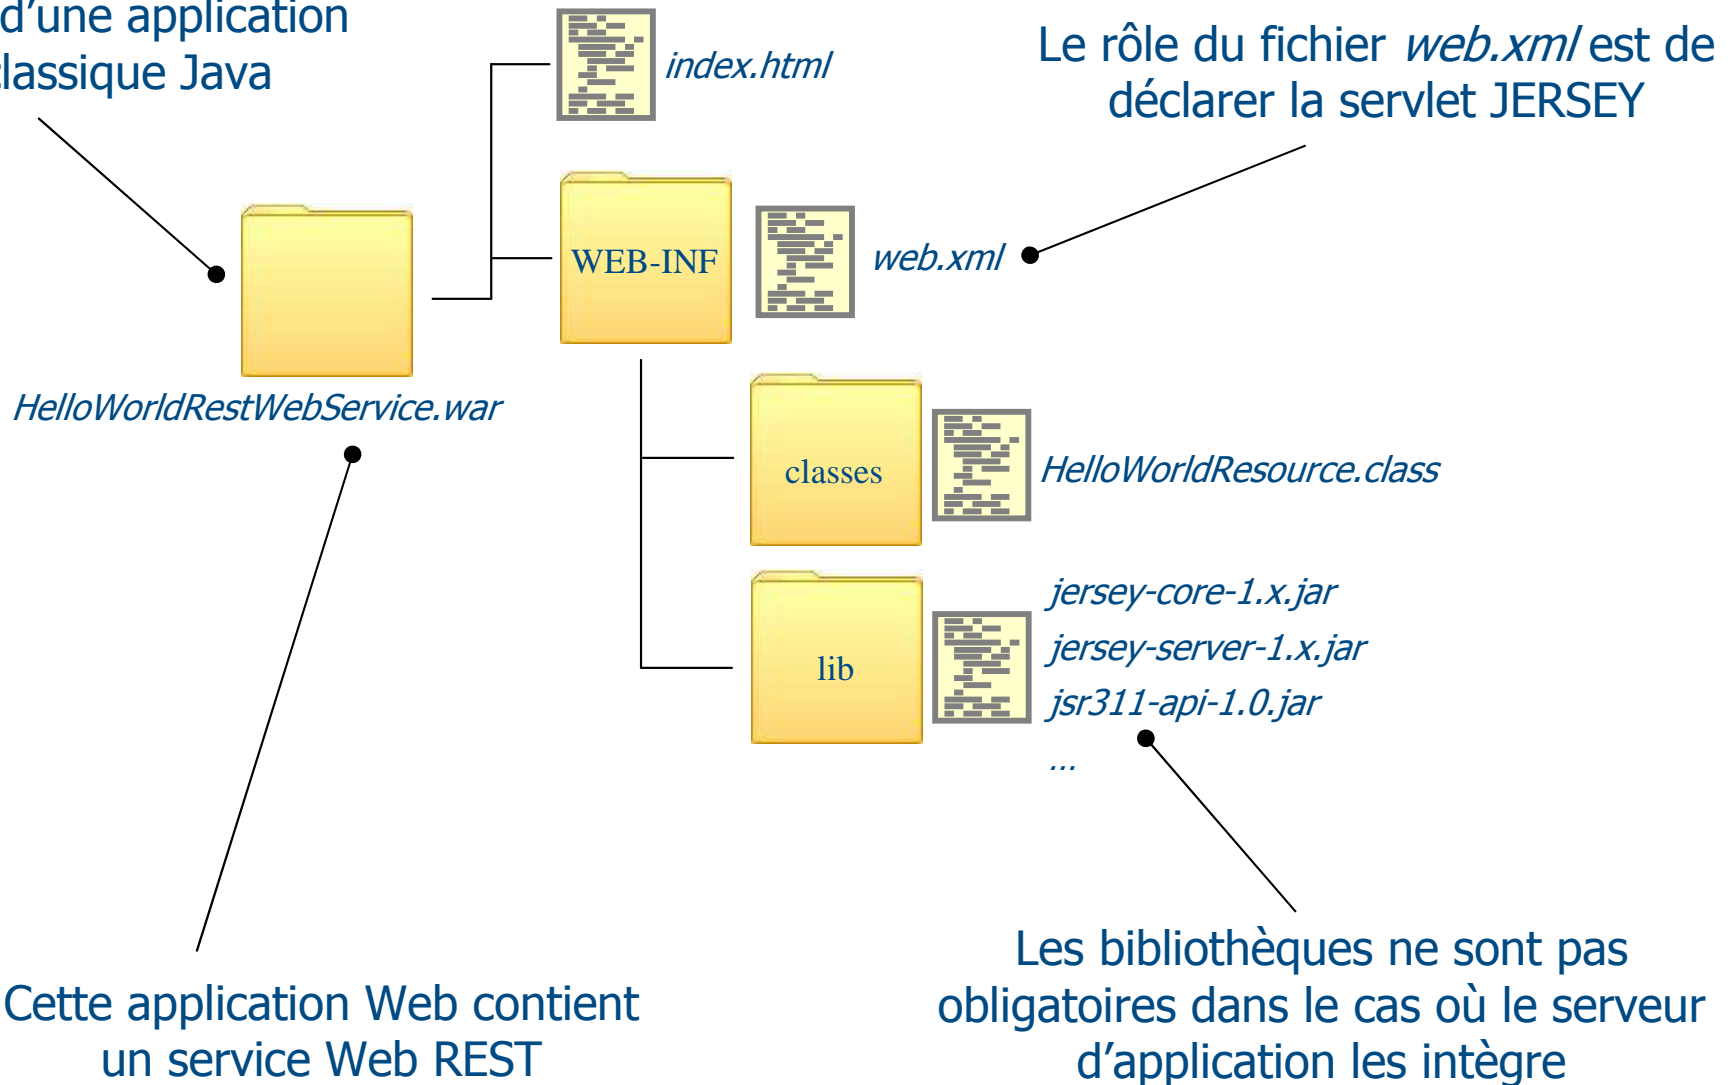 d’une application
classique Java
index.html
Le rôle du fichier web.xml est de
déclarer la servlet JERSEY
WEB-INF
web.xml
HelloWorldRestWebService.war
classes
HelloWorldResource.class
lib
jersey-core-1.x.jar
jersey-server-1.x.jar
jsr311-api-1.0.jar
…
Cette application Web contient
un service Web REST
Les bibliothèques ne sont pas
obligatoires dans le cas où le serveur
d’application les intègre